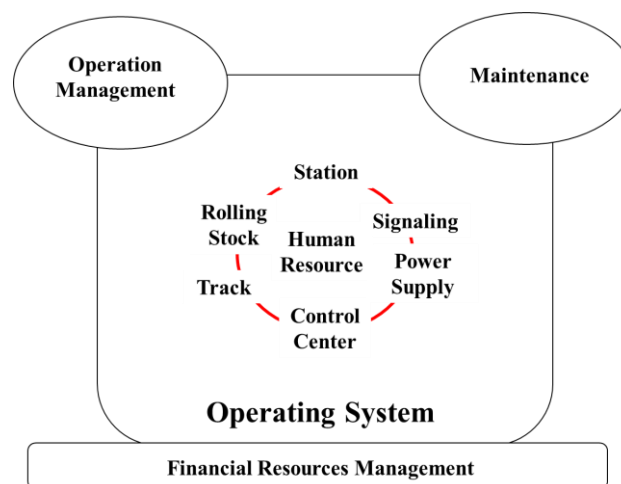 Operation
Management
Maintenance
Station
Rolling
Stock
Signaling
Human
Resource
Power
Supply
Track
Control
Center
Operating System
Financial Resources Management